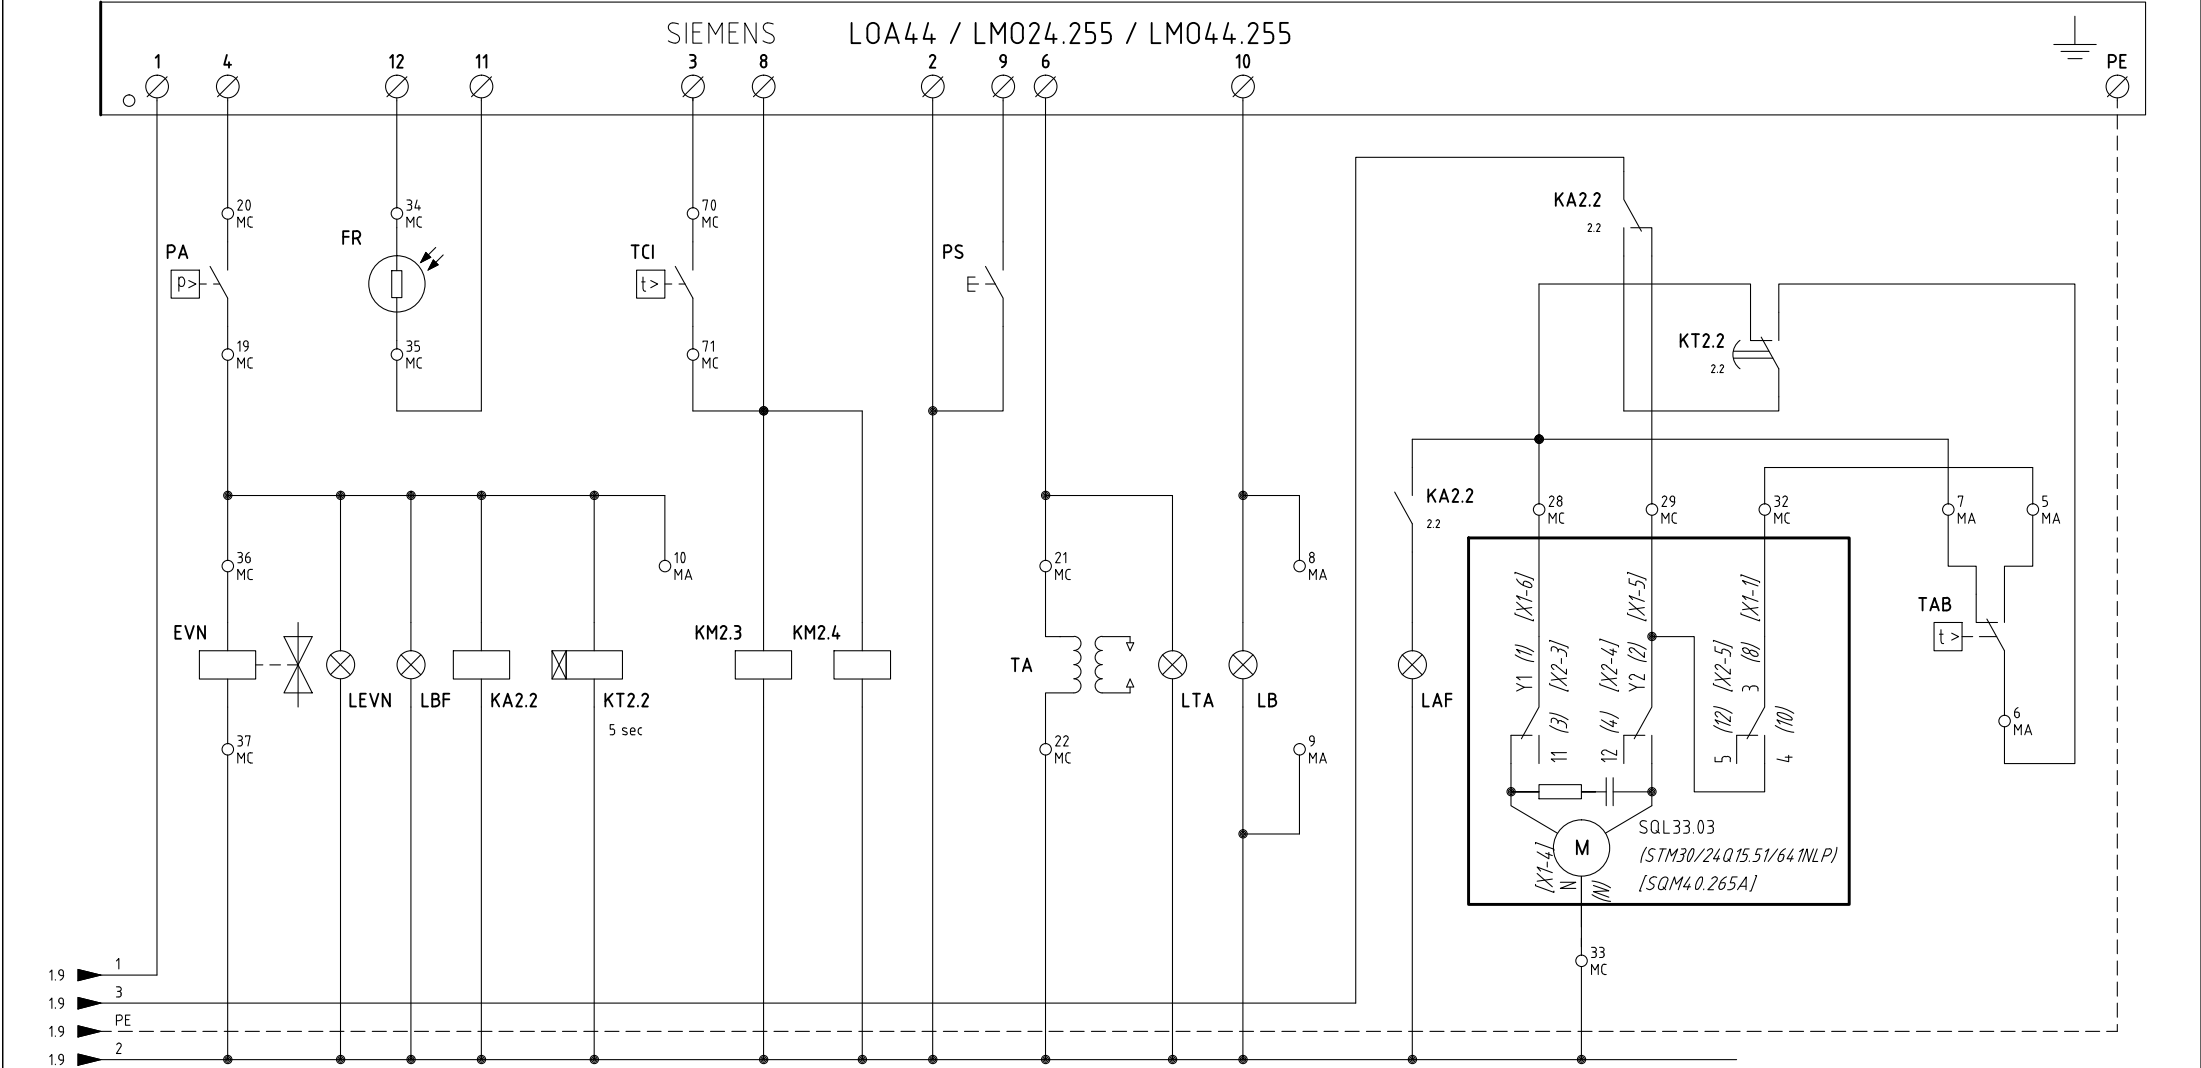 SIEMENS LOA44 / LMO24.255 / LMO44.255
1 4 12 11 3 8 2 9 6 10 PE
20
MC
34
MC
70
MC
KA2.2
2.2
PA
p>
FR
TCI
t>
PS
E
19
MC
35
MC
71
MC
KT2.2
2.2
KA2.2
2.2
28
MC
29
MC
32
MC
7
MA
5
MA
36
MC
10
MA
21
MC
8
MA
EVN
LEVN
LBF
KA2.2
KT2.2
5 sec
KM2.3
KM2.4
TA
LTA
LB
LAF
TAB
t>
Y1 (1) [X1-6]
11 (3) [X2-3]
12 (4) [X2-4]
Y2 (2) [X1-5]
5 (12) [X2-5]
3 (8) [X1-1]
4 (10)
37
MC
22
MC
9
MA
6
MA
M
[X1-4]
N
(N)
SQL33.03
(STM30/24Q15.51/641NLP)
[SQM40.265A]
33
MC
1.9 1
1.9 3
1.9 PE
1.9 2